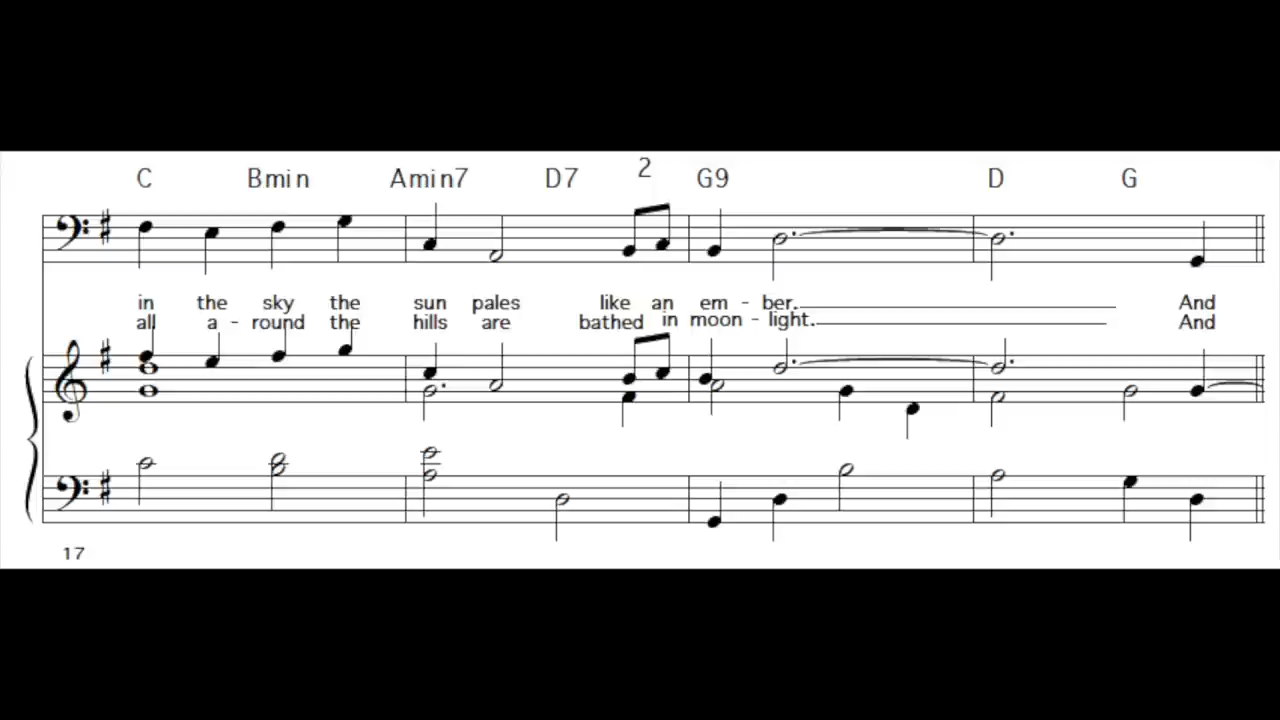 C Bmin Amin7 D7 2 G9 D G
in the sky the sun pales like an em - ber. And
all a - round the hills are bathed in moon - light. And
17